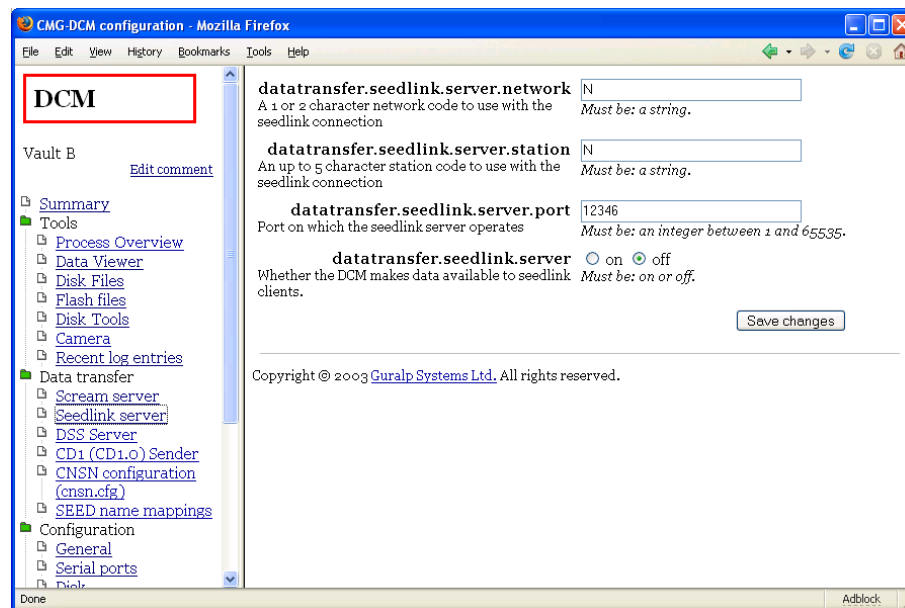 CMG-DCM configuration - Mozilla Firefox
File Edit View History Bookmarks Tools Help
DCM
Vault B
Edit comment
Summary
Tools
Process Overview
Data Viewer
Disk Files
Flash files
Disk Tools
Camera
Recent log entries
Data transfer
Scream server
Seedlink server
DSS Server
CD1 (CD1.0) Sender
CNSN configuration
(cnsn.cfg)
SEED name mappings
Configuration
General
Serial ports
Disk
datatransfer.seedlink.server.network
A 1 or 2 character network code to use with the
seedlink connection
N
Must be: a string.
datatransfer.seedlink.server.station
An up to 5 character station code to use with the
seedlink connection
N
Must be: a string.
datatransfer.seedlink.server.port
Port on which the seedlink server operates
12346
Must be: an integer between 1 and 65535.
datatransfer.seedlink.server
Whether the DCM makes data available to seedlink
clients.
on off
Must be: on or off.
Save changes
Copyright © 2003 Guralp Systems Ltd. All rights reserved.
Done
Adblock